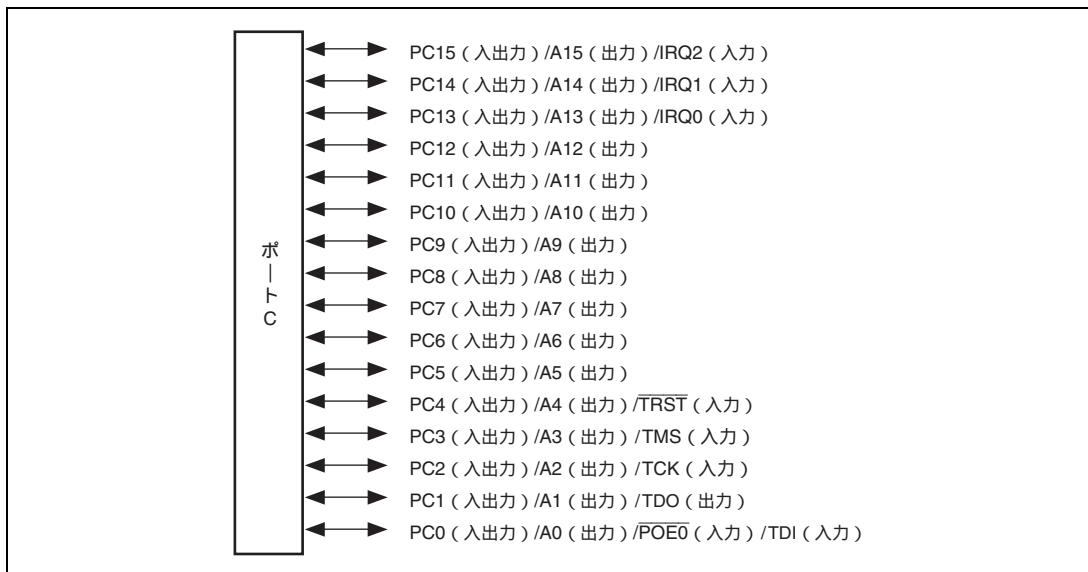 PC15（入出力）/A15（出力）/IRQ2（入力）
PC14（入出力）/A14（出力）/IRQ1（入力）
PC13（入出力）/A13（出力）/IRQ0（入力）
PC12（入出力）/A12（出力）
PC11（入出力）/A11（出力）
PC10（入出力）/A10（出力）
PC9（入出力）/A9（出力）
PC8（入出力）/A8（出力）
PC7（入出力）/A7（出力）
PC6（入出力）/A6（出力）
PC5（入出力）/A5（出力）
PC4（入出力）/A4（出力）/T̅R̅S̅T̅（入力）
PC3（入出力）/A3（出力）/TMS（入力）
PC2（入出力）/A2（出力）/TCK（入力）
PC1（入出力）/A1（出力）/TDO（出力）
PC0（入出力）/A0（出力）/P̅O̅E̅0̅（入力）/TDI（入力）
ポートC